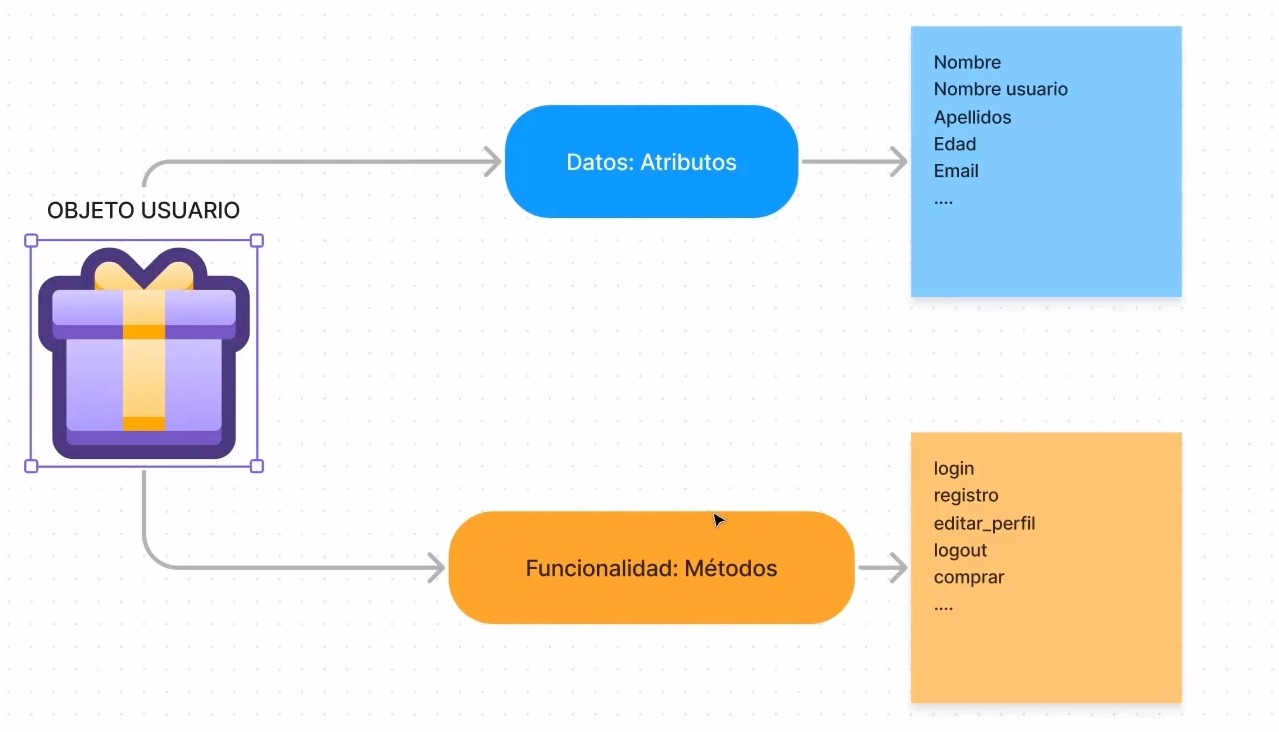 OBJETO USUARIO
Datos: Atributos
Nombre
Nombre usuario
Apellidos
Edad
Email
....
Funcionalidad: Métodos
login
registro
editar_perfil
logout
comprar
....